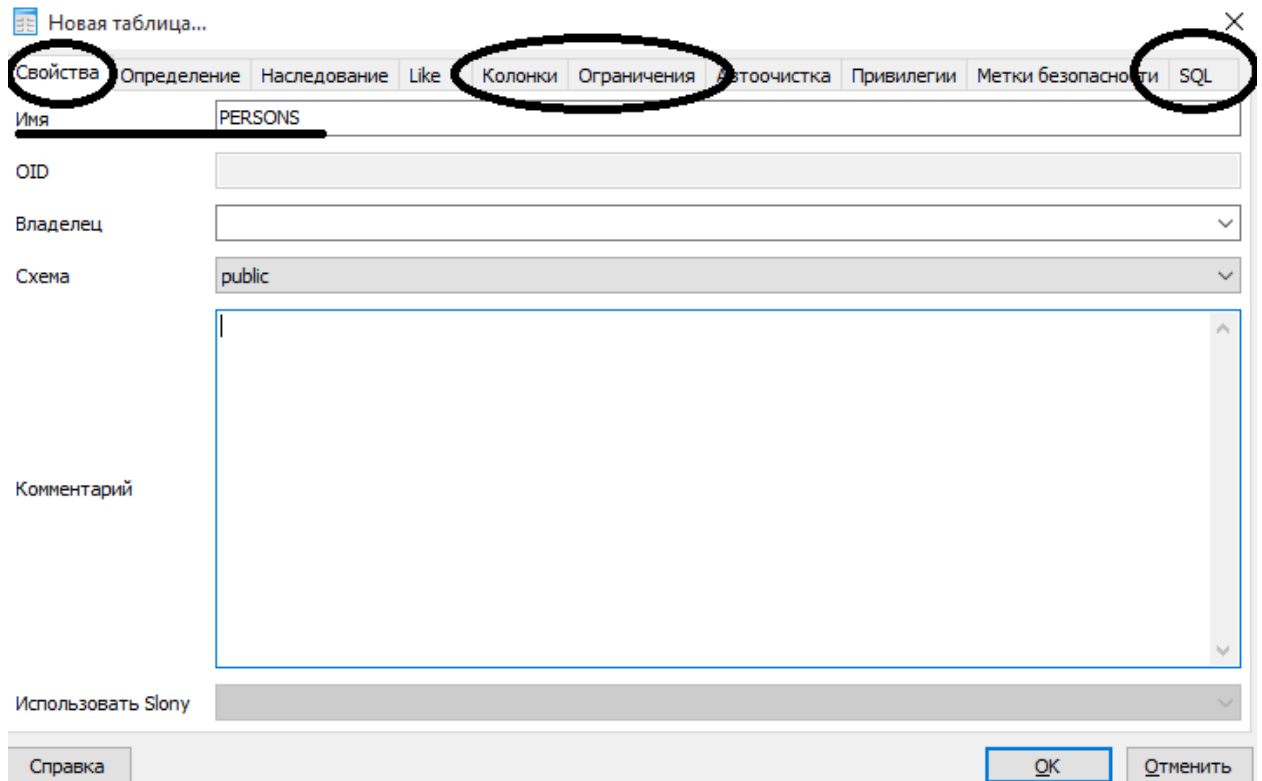 Новая таблица...
Свойства Определение Наследование Like Колонки Ограничения Автоочистка Привилегии Метки безопасности SQL
Имя PERSONS
OID
Владелец
Схема public
Комментарий
Использовать Slony
Справка OK Отменить